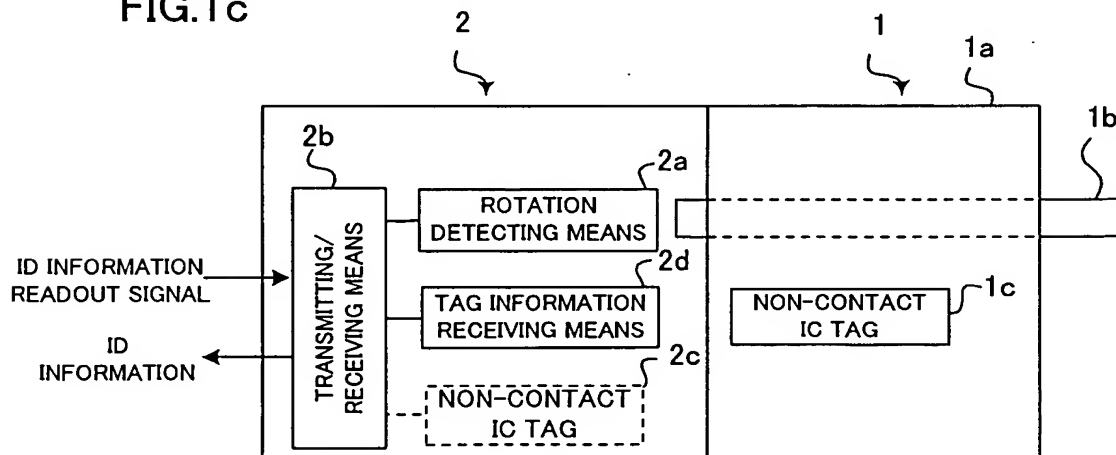 FIG.1c
2
1
1a
1b
2b
2a
ROTATION
DETECTING MEANS
2d
TAG INFORMATION
RECEIVING MEANS
2c
NON-CONTACT
IC TAG
TRANSMITTING/
RECEIVING MEANS
ID INFORMATION
READOUT SIGNAL
ID
INFORMATION
NON-CONTACT
IC TAG
1c